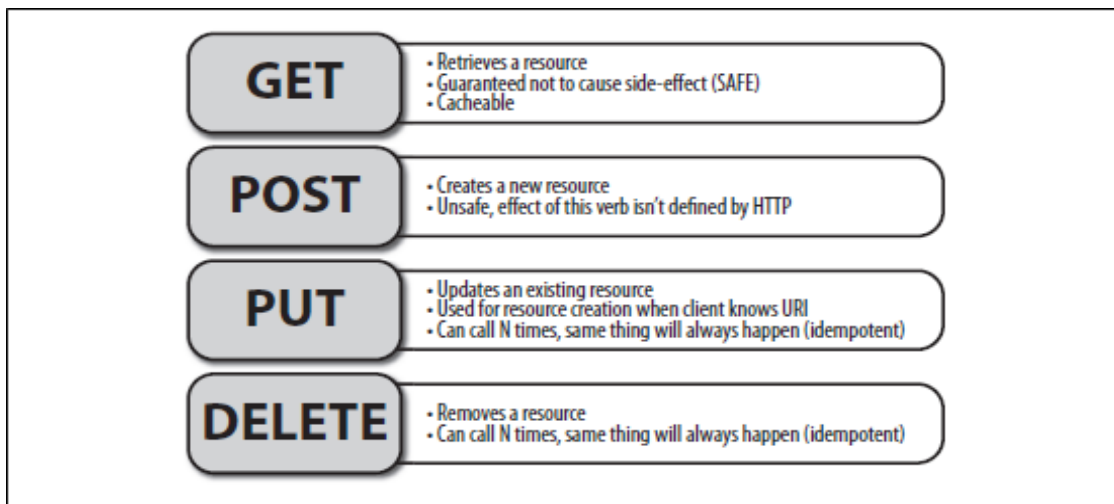 GET
• Retrieves a resource
• Guaranteed not to cause side-effect (SAFE)
• Cacheable
POST
• Creates a new resource
• Unsafe, effect of this verb isn't defined by HTTP
PUT
• Updates an existing resource
• Used for resource creation when client knows URI
• Can call N times, same thing will always happen (idempotent)
DELETE
• Removes a resource
• Can call N times, same thing will always happen (idempotent)